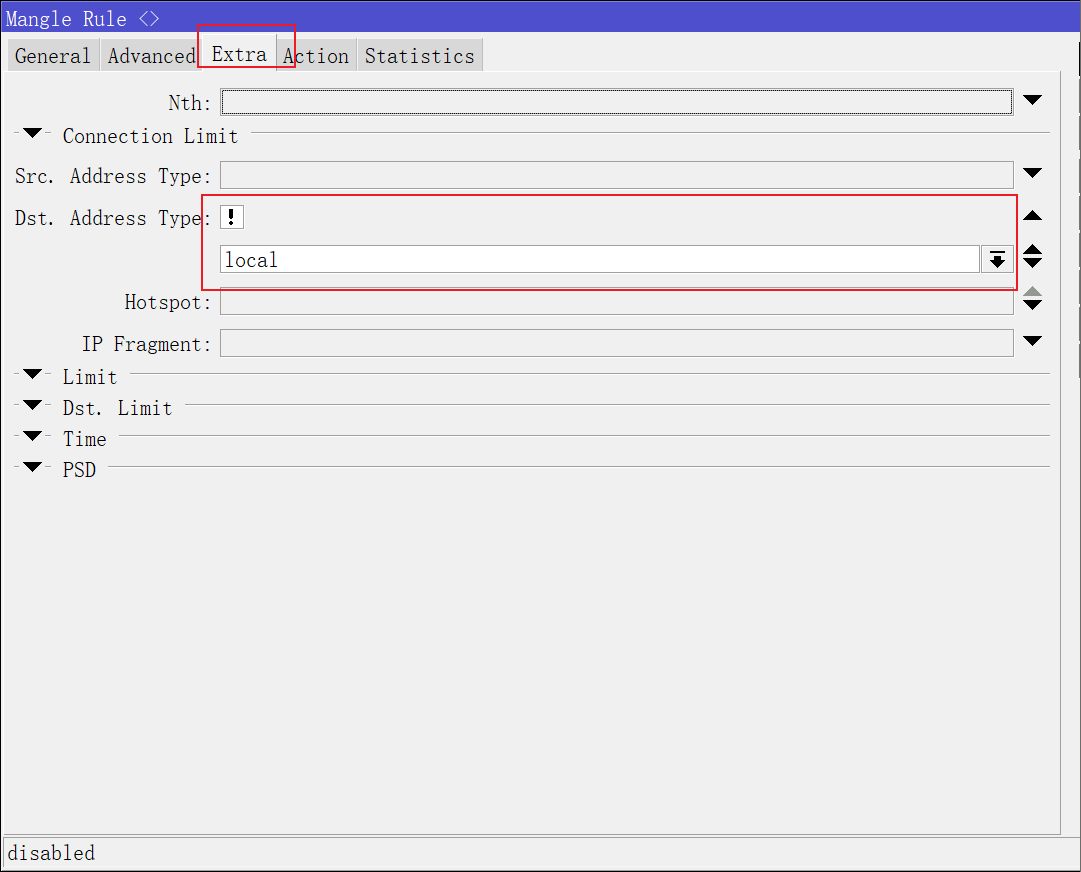 Mangle Rule <>
General Advanced Extra Action Statistics
Nth:
Connection Limit
Src. Address Type:
Dst. Address Type: !
local
Hotspot:
IP Fragment:
Limit
Dst. Limit
Time
PSD
disabled